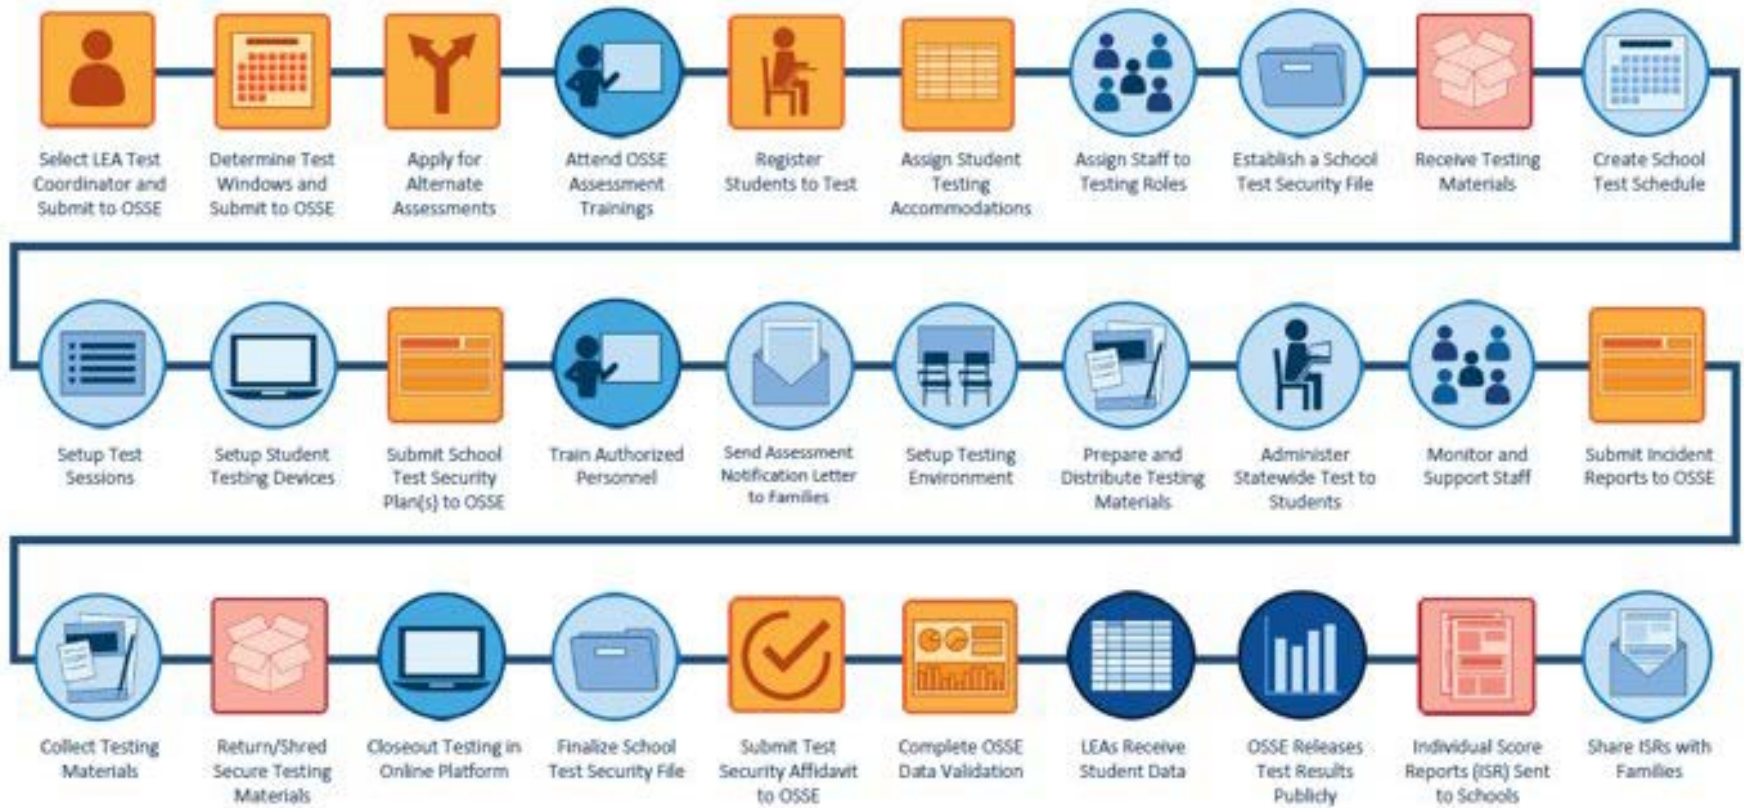 Select LEA Test
Coordinator and
Submit to OSSE
Determine Test
Windows and
Submit to OSSE
Apply for
Alternate
Assessments
Attend OSSE
Assessment
Trainings
Register
Students to Test
Assign Student
Testing
Accommodations
Assign Staff to
Testing Roles
Establish a School
Test Security File
Receive Testing
Materials
Create School
Test Schedule
Setup Test
Sessions
Setup Student
Testing Devices
Submit School
Test Security
Plan(s) to OSSE
Train Authorized
Personnel
Send Assessment
Notification Letter
to Families
Setup Testing
Environment
Prepare and
Distribute Testing
Materials
Administer
Statewide Test to
Students
Monitor and
Support Staff
Submit Incident
Reports to OSSE
Collect Testing
Materials
Return/Shred
Secure Testing
Materials
Closeout Testing in
Online Platform
Finalize School
Test Security File
Submit Test
Security Affidavit
to OSSE
Complete OSSE
Data Validation
LEAs Receive
Student Data
OSSE Releases
Test Results
Publicly
Individual Score
Reports (ISR) Sent
to Schools
Share ISRs with
Families